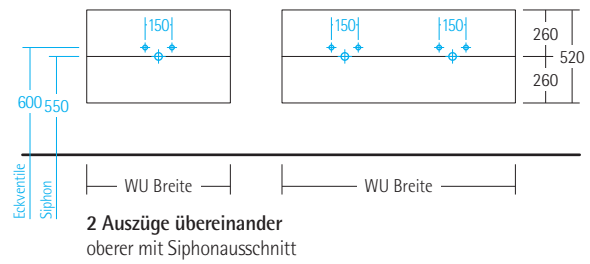 150
150
150
260
520
260
600
550
Eckventile
Siphon
WU Breite
WU Breite
2 Auszüge übereinander
oberer mit Siphonausschnitt